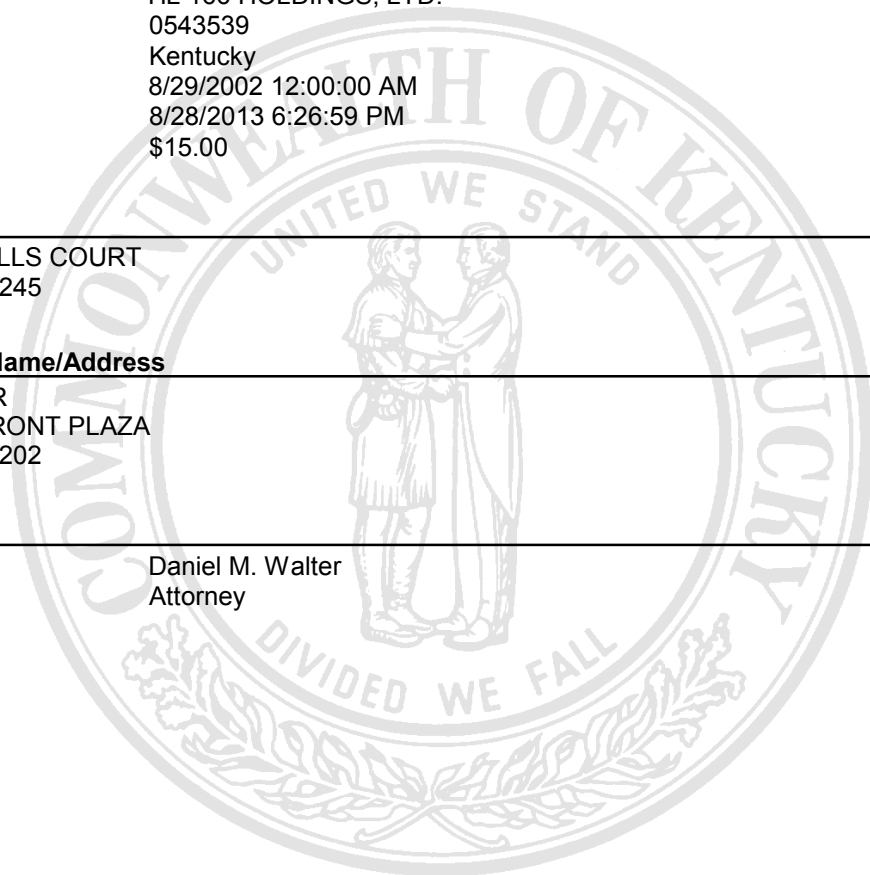 0543539
Kentucky
8/29/2002 12:00:00 AM
8/28/2013 6:26:59 PM
$15.00
COMMONWEALTH OF KENTUCKY
UNITED WE STAND
LLS COURT
245
Name/Address
R
RONT PLAZA
202
Daniel M. Walter
Attorney
DIVIDED WE FALL